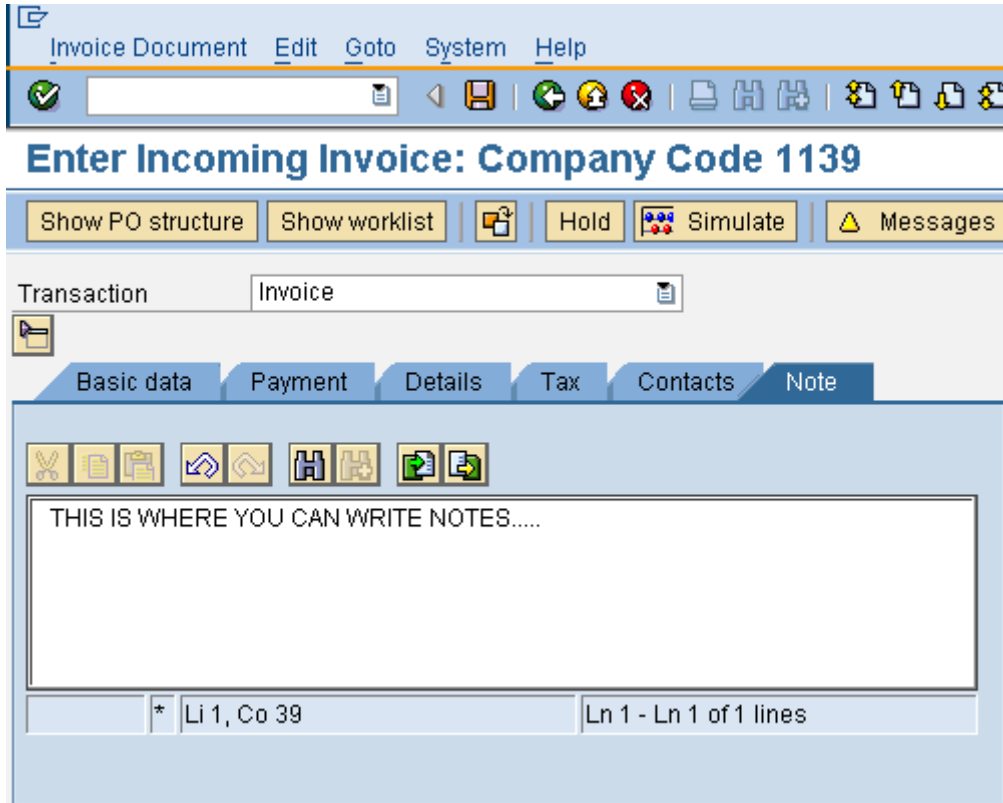 Invoice Document Edit Goto System Help
Enter Incoming Invoice: Company Code 1139
Show PO structure Show worklist Hold Simulate Messages
Transaction Invoice
Basic data Payment Details Tax Contacts Note
THIS IS WHERE YOU CAN WRITE NOTES.....
* Li 1, Co 39 Ln 1 - Ln 1 of 1 lines